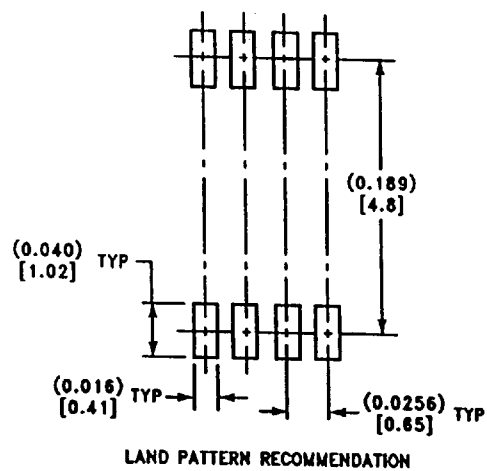 (0.189)
[4.8]
(0.040)
[1.02] TYP
(0.016)
[0.41] TYP
(0.0256)
[0.65] TYP
LAND PATTERN RECOMMENDATION